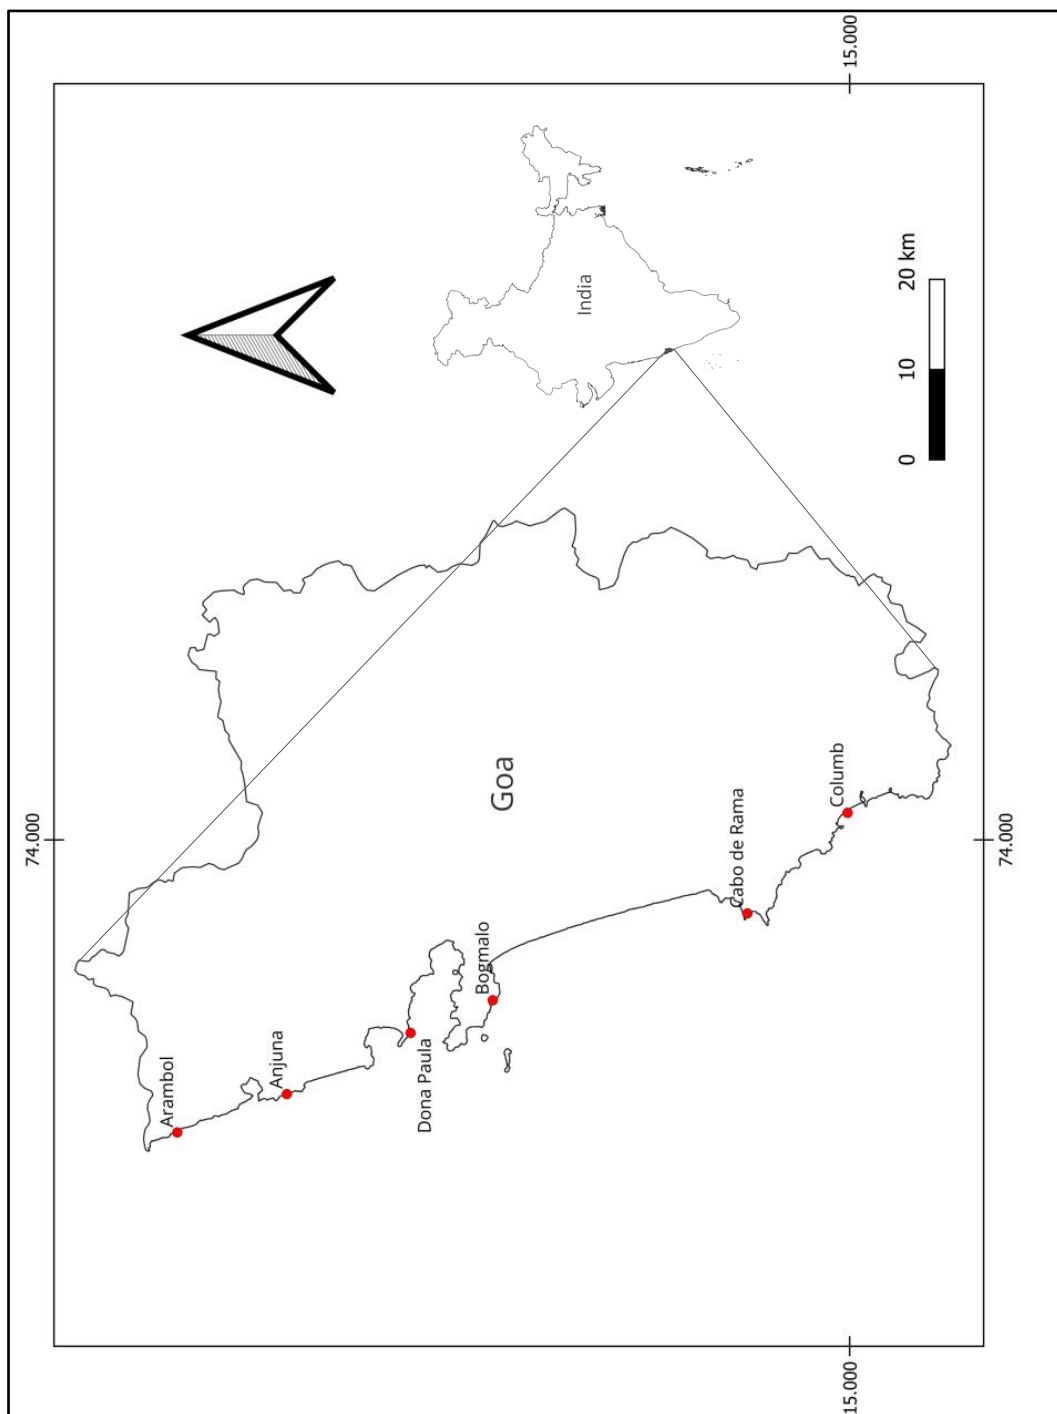 74.000
15.000
Arambol
Anjuna
Dona Paula
Bogmalo
Goa
Cabo de Rama
Columb
India
0 10 20 km
15.000
74.000